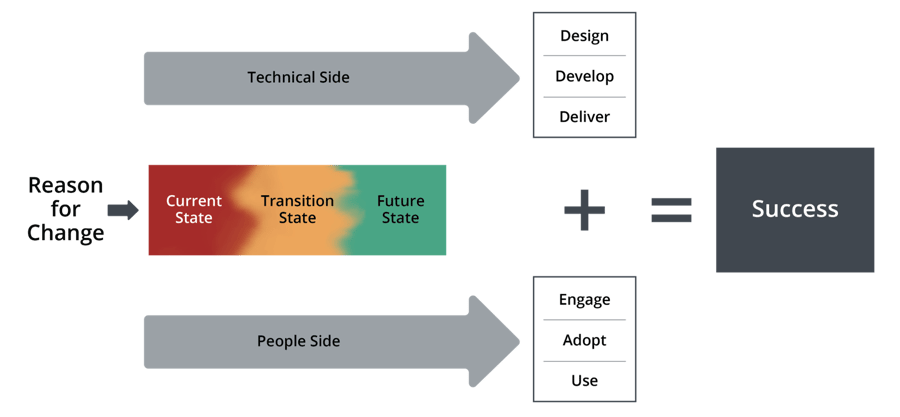 Technical Side
Design
Develop
Deliver
Reason
for
Change
Current
State
Transition
State
Future
State
+
=
Success
People Side
Engage
Adopt
Use